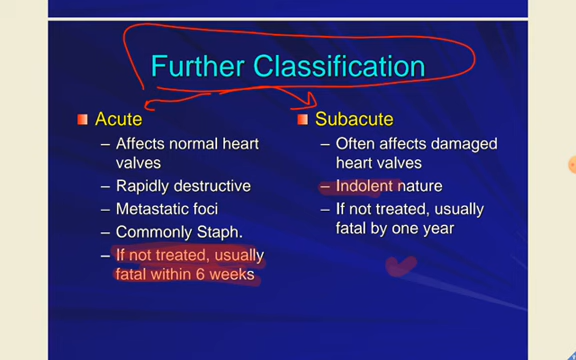 Further Classification
Acute
– Affects normal heart
valves
– Rapidly destructive
– Metastatic foci
– Commonly Staph.
– If not treated, usually
fatal within 6 weeks
Subacute
– Often affects damaged
heart valves
– Indolent nature
– If not treated, usually
fatal by one year